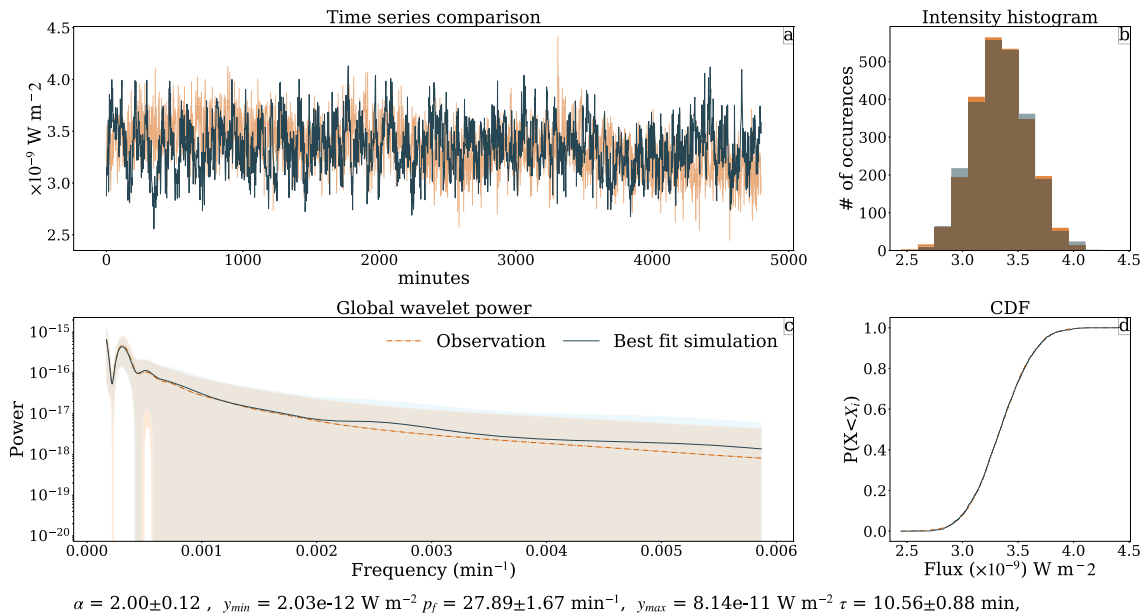 Time series comparison
a
×10⁻⁹ W m⁻2
4.5
4.0
3.5
3.0
2.5
0 1000 2000 3000 4000 5000
minutes
Intensity histogram
b
# of occurences
500
400
300
200
100
0
2.5 3.0 3.5 4.0 4.5
Global wavelet power
c
Observation Best fit simulation
Power
10⁻¹⁵
10⁻¹⁶
10⁻¹⁷
10⁻¹⁸
10⁻¹⁹
10⁻²⁰
0.000 0.001 0.002 0.003 0.004 0.005 0.006
Frequency (min⁻¹)
CDF
d
P(X<Xᵢ)
1.0
0.8
0.6
0.4
0.2
0.0
2.5 3.0 3.5 4.0 4.5
Flux (×10⁻⁹) W m⁻2
α = 2.00±0.12 , y_min = 2.03e-12 W m⁻² p_f = 27.89±1.67 min⁻¹, y_max = 8.14e-11 W m⁻² τ = 10.56±0.88 min,